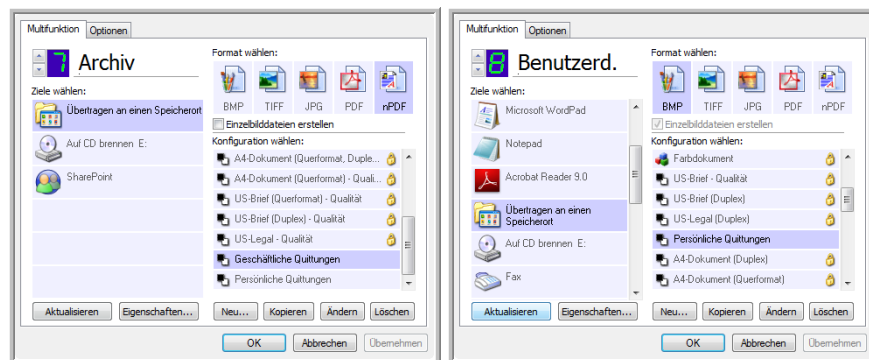 Multifunktion
Optionen
7
Archiv
Format wählen:
BMP
TIFF
JPG
PDF
nPDF
Ziele wählen:
Übertragen an einen Speicherort
Auf CD brennen E:
SharePoint
Einzelbilddateien erstellen
Konfiguration wählen:
A4-Dokument (Querformat, Duple...
A4-Dokument (Querformat) - Quali...
US-Brief (Querformat) - Qualität
US-Brief (Duplex) - Qualität
US-Legal - Qualität
Geschäftliche Quittungen
Persönliche Quittungen
Aktualisieren
Eigenschaften...
Neu...
Kopieren
Ändern
Löschen
OK
Abbrechen
Übernehmen
Multifunktion
Optionen
8
Benutzerd.
Format wählen:
BMP
TIFF
JPG
PDF
nPDF
Ziele wählen:
Microsoft WordPad
Notepad
Acrobat Reader 9.0
Übertragen an einen
Speicherort
Auf CD brennen E:
Fax
Einzelbilddateien erstellen
Konfiguration wählen:
Farbdokument
US-Brief - Qualität
US-Brief (Duplex)
US-Legal (Duplex)
Persönliche Quittungen
A4-Dokument (Duplex)
A4-Dokument (Querformat)
Aktualisieren
Eigenschaften...
Neu...
Kopieren
Ändern
Löschen
OK
Abbrechen
Übernehmen